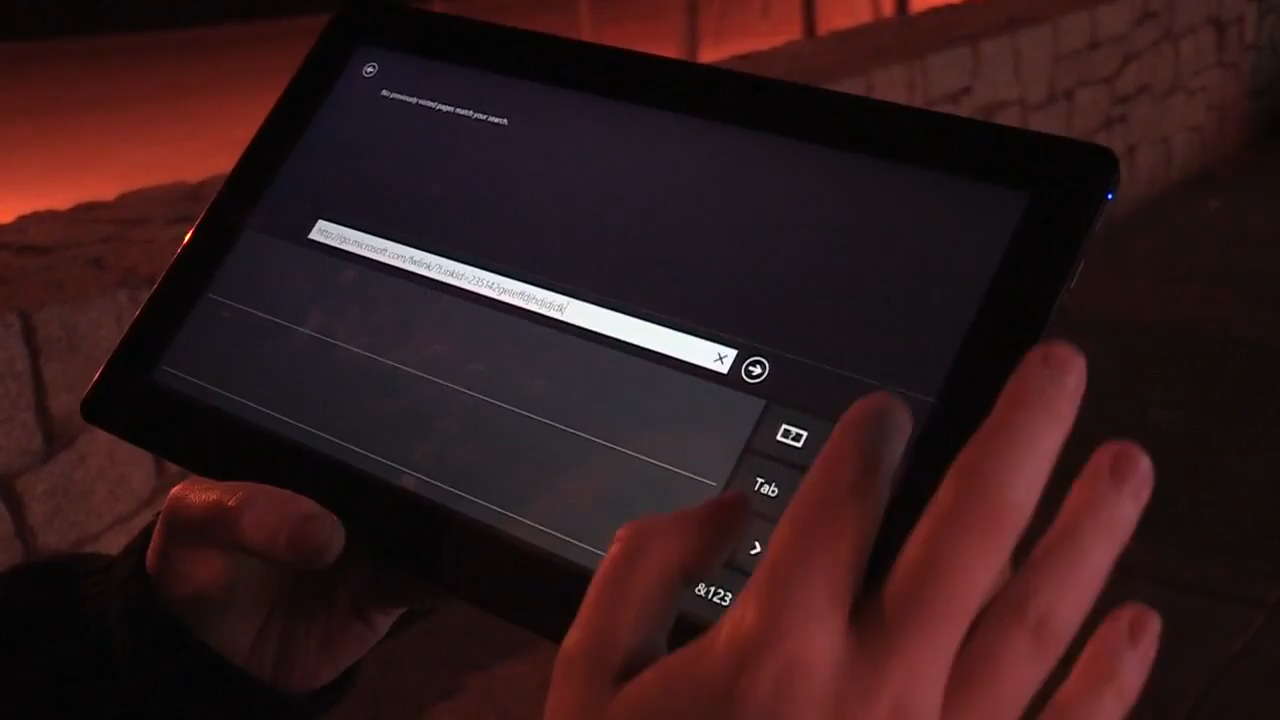 No previously visited pages match your search.
http://go.microsoft.com/fwlink/?LinkId=235142geteffdjhdjdjdk
Tab
&123